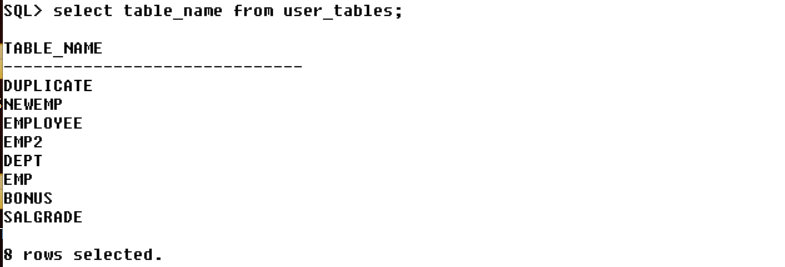 SQL> select table_name from user_tables;
TABLE_NAME
------------------------------
DUPLICATE
NEWEMP
EMPLOYEE
EMP2
DEPT
EMP
BONUS
SALGRADE
8 rows selected.